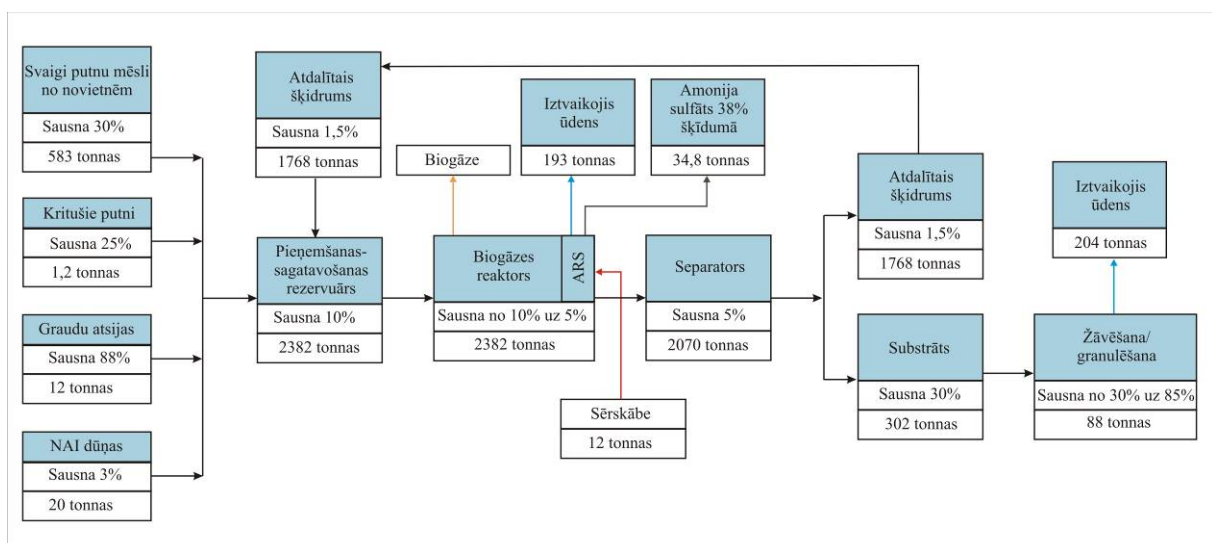 Svaigi putnu mēsli
no novietnēm
Sausna 30%
583 tonnas
Kritušie putni
Sausna 25%
1,2 tonnas
Graudu atsijas
Sausna 88%
12 tonnas
NAI dūņas
Sausna 3%
20 tonnas
Atdalītais
šķidrums
Sausna 1,5%
1768 tonnas
Pieņemšanas-
sagatavošanas
rezervuārs
Sausna 10%
2382 tonnas
Biogāze
Iztvaikojis
ūdens
193 tonnas
Amonija
sulfāts 38%
šķīdumā
34,8 tonnas
Biogāzes
reaktors
ARS
Sausna no 10% uz 5%
2382 tonnas
Sērskābe
12 tonnas
Separators
Sausna 5%
2070 tonnas
Atdalītais
šķidrums
Sausna 1,5%
1768 tonnas
Substrāts
Sausna 30%
302 tonnas
Iztvaikojis
ūdens
204 tonnas
Žāvēšana/
granulēšana
Sausna no 30% uz 85%
88 tonnas